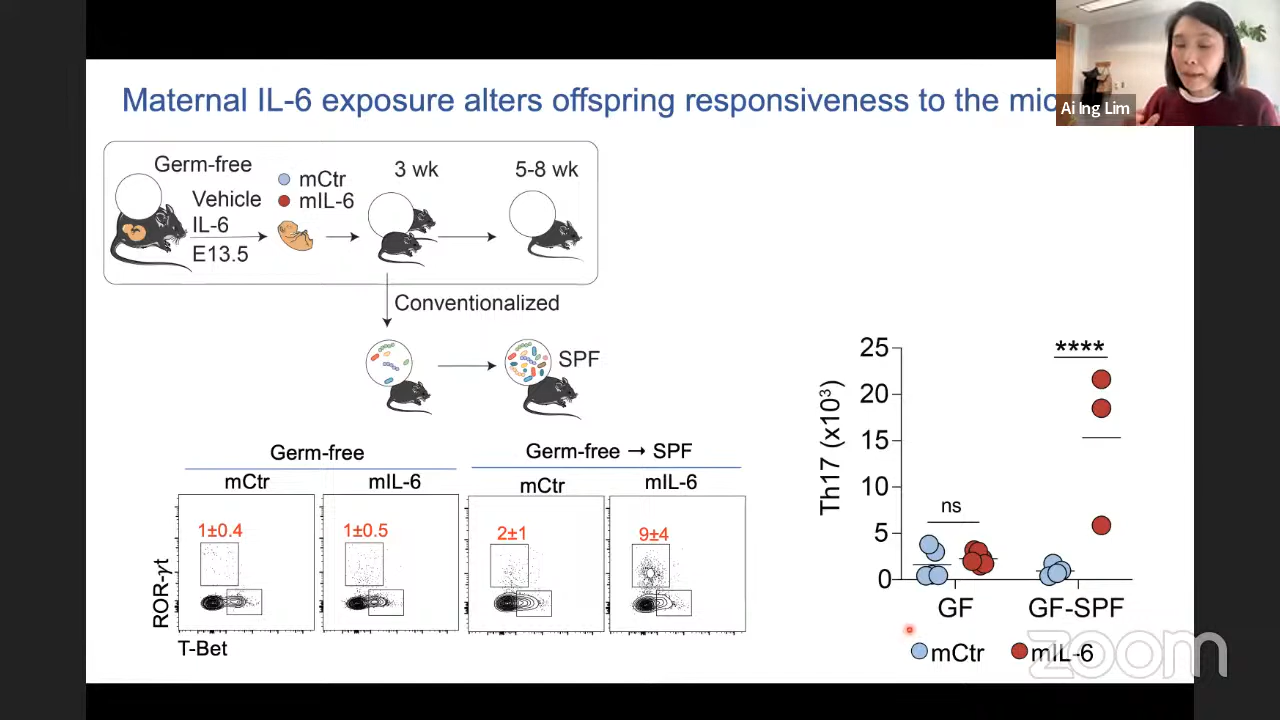 Maternal IL-6 exposure alters offspring responsiveness to the mic
Ai Ing Lim
Germ-free
Vehicle
IL-6
E13.5
mCtr
mIL-6
3 wk
5-8 wk
Conventionalized
SPF
Germ-free
Germ-free → SPF
mCtr
mIL-6
mCtr
mIL-6
1±0.4
1±0.5
2±1
9±4
ROR-γt
T-Bet
Th17 (x10³)
25
20
15
10
5
0
ns
****
GF
GF-SPF
mCtr
mIL-6
zoom